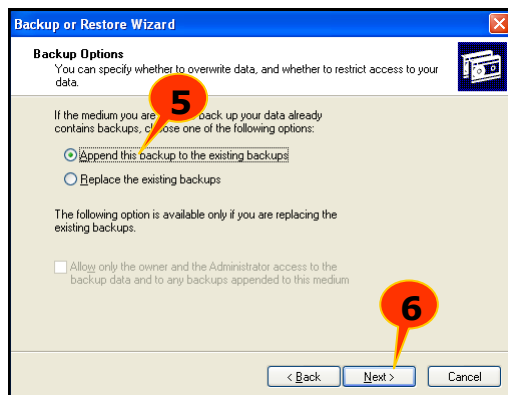 Backup or Restore Wizard
Backup Options
You can specify whether to overwrite data, and whether to restrict access to your
data.
5
If the medium you are back up your data already
contains backups, choose one of the following options:
Append this backup to the existing backups
Replace the existing backups
The following option is available only if you are replacing the
existing backups.
Allow only the owner and the Administrator access to the
backup data and to any backups appended to this medium
6
< Back
Next >
Cancel